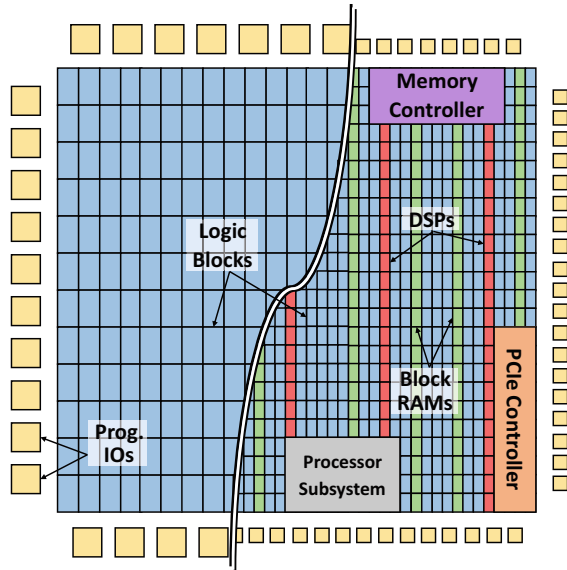 Memory
Controller
Logic
Blocks
DSPs
Block
RAMs
PCIe Controller
Prog.
IOs
Processor
Subsystem